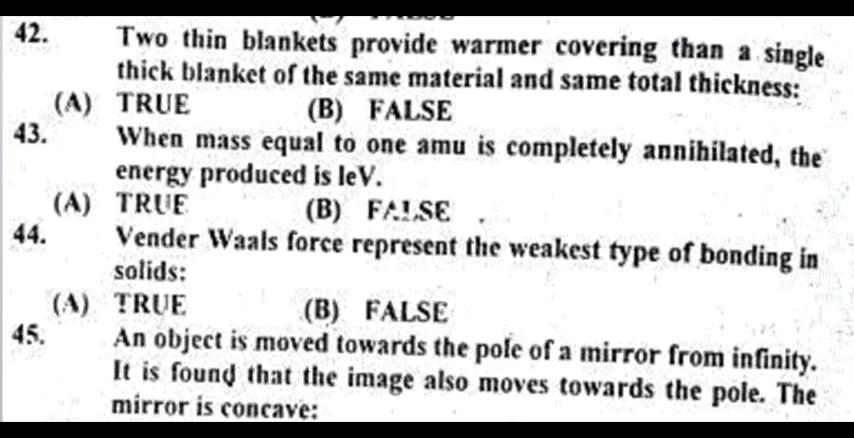 42. Two thin blankets provide warmer covering than a single
thick blanket of the same material and same total thickness:
(A) TRUE (B) FALSE
43. When mass equal to one amu is completely annihilated, the
energy produced is leV.
(A) TRUE (B) FALSE
44. Vender Waals force represent the weakest type of bonding in
solids:
(A) TRUE (B) FALSE
45. An object is moved towards the pole of a mirror from infinity.
It is found that the image also moves towards the pole. The
mirror is concave: